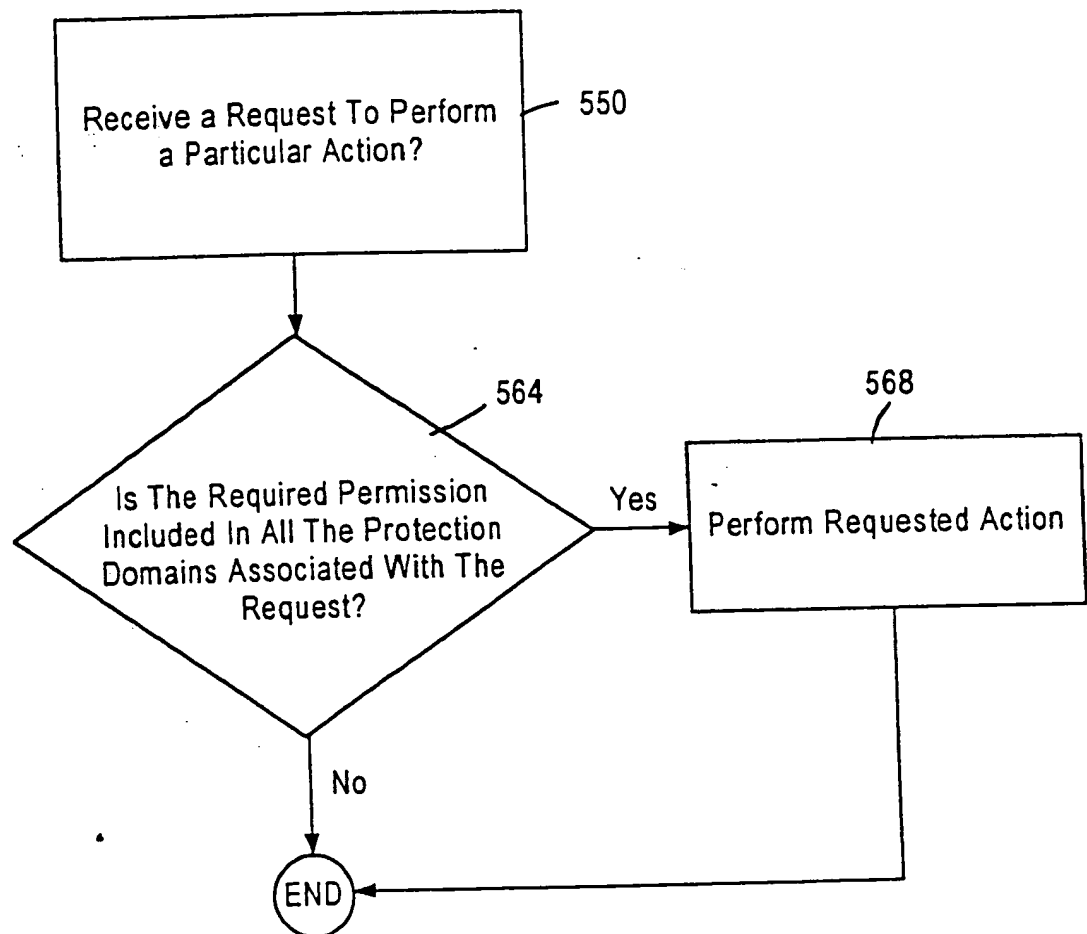 Receive a Request To Perform
a Particular Action?
550
564
Is The Required Permission
Included In All The Protection
Domains Associated With The
Request?
Yes
568
Perform Requested Action
No
END